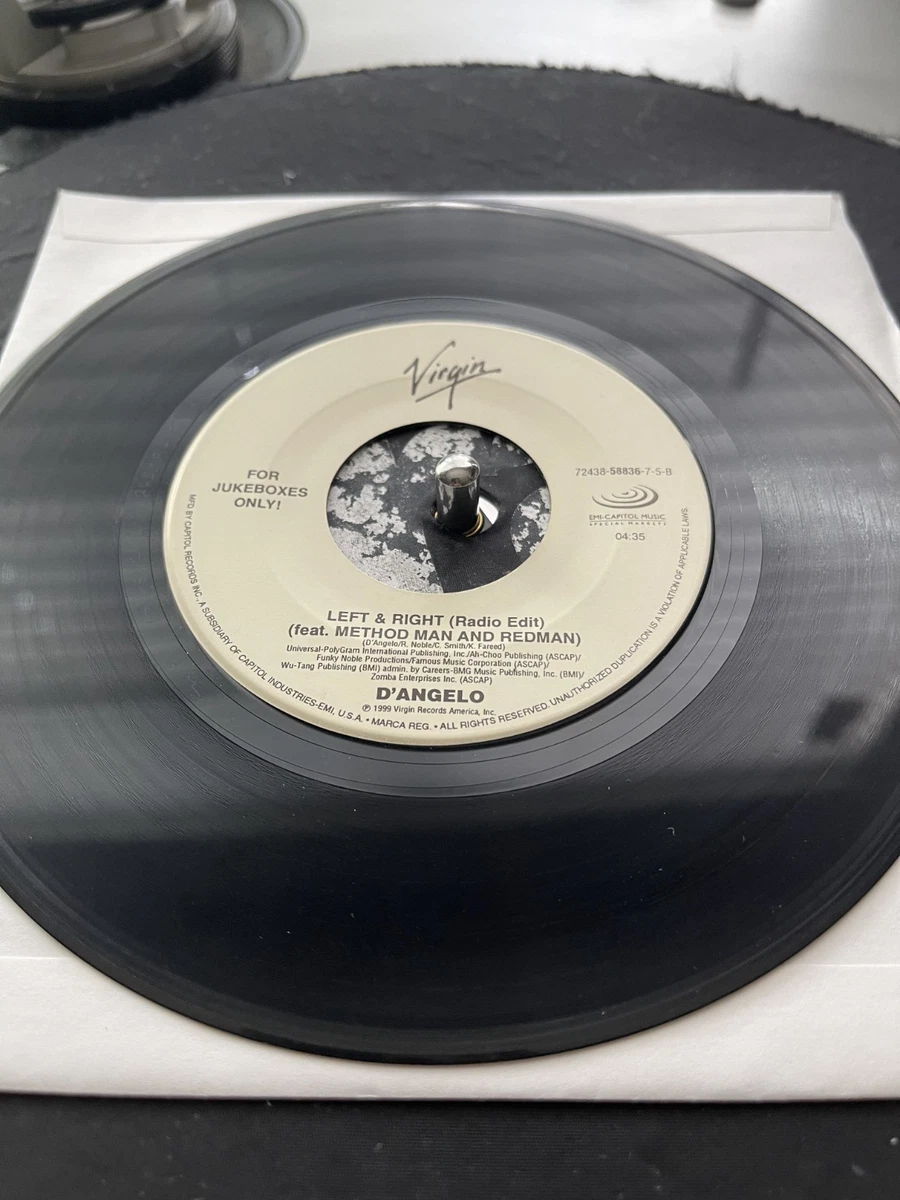 Virgin
FOR
JUKEBOXES
ONLY!
72438-58836-7-5-B
EMI-CAPITOL MUSIC
SPECIAL MARKETS
04:35
LEFT & RIGHT (Radio Edit)
(feat. METHOD MAN AND REDMAN)
(D'Angelo/R. Noble/C. Smith/K. Fareed)
Universal-PolyGram International Publishing, Inc./Ah-Choo Publishing (ASCAP)/
Funky Noble Productions/Famous Music Corporation (ASCAP)/
Wu-Tang Publishing (BMI) admin. by Careers-BMG Music Publishing, Inc. (BMI)/
Zomba Enterprises Inc. (ASCAP)
D'ANGELO
℗ 1999 Virgin Records America, Inc.
MFD BY CAPITOL RECORDS INC., A SUBSIDIARY OF CAPITOL INDUSTRIES-EMI, U.S.A. • MARCA REG. • ALL RIGHTS RESERVED. UNAUTHORIZED DUPLICATION IS A VIOLATION OF APPLICABLE LAWS.